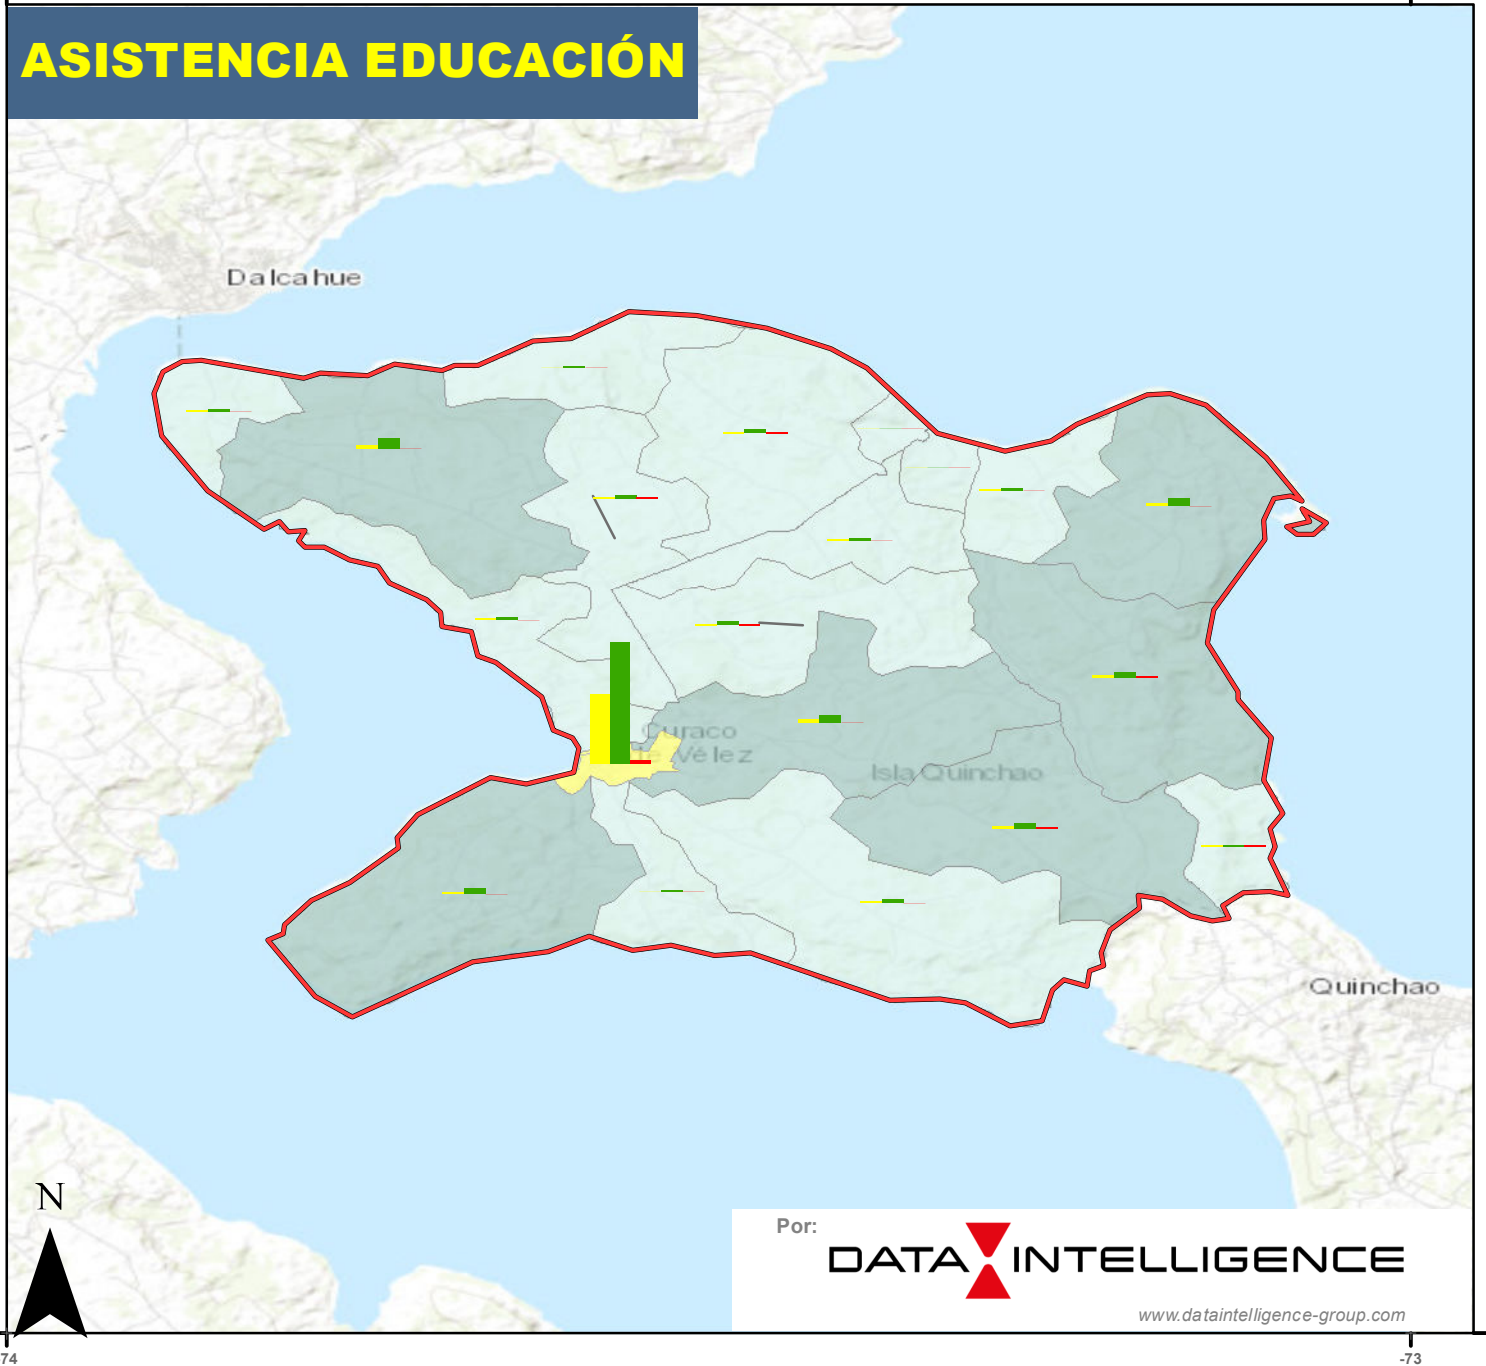 ASISTENCIA EDUCACIÓN
Dalcahue
Curaco
de Vélez
Isla Quinchao
Quinchao
N
Por:
DATA INTELLIGENCE
www.dataintelligence-group.com
74
-73